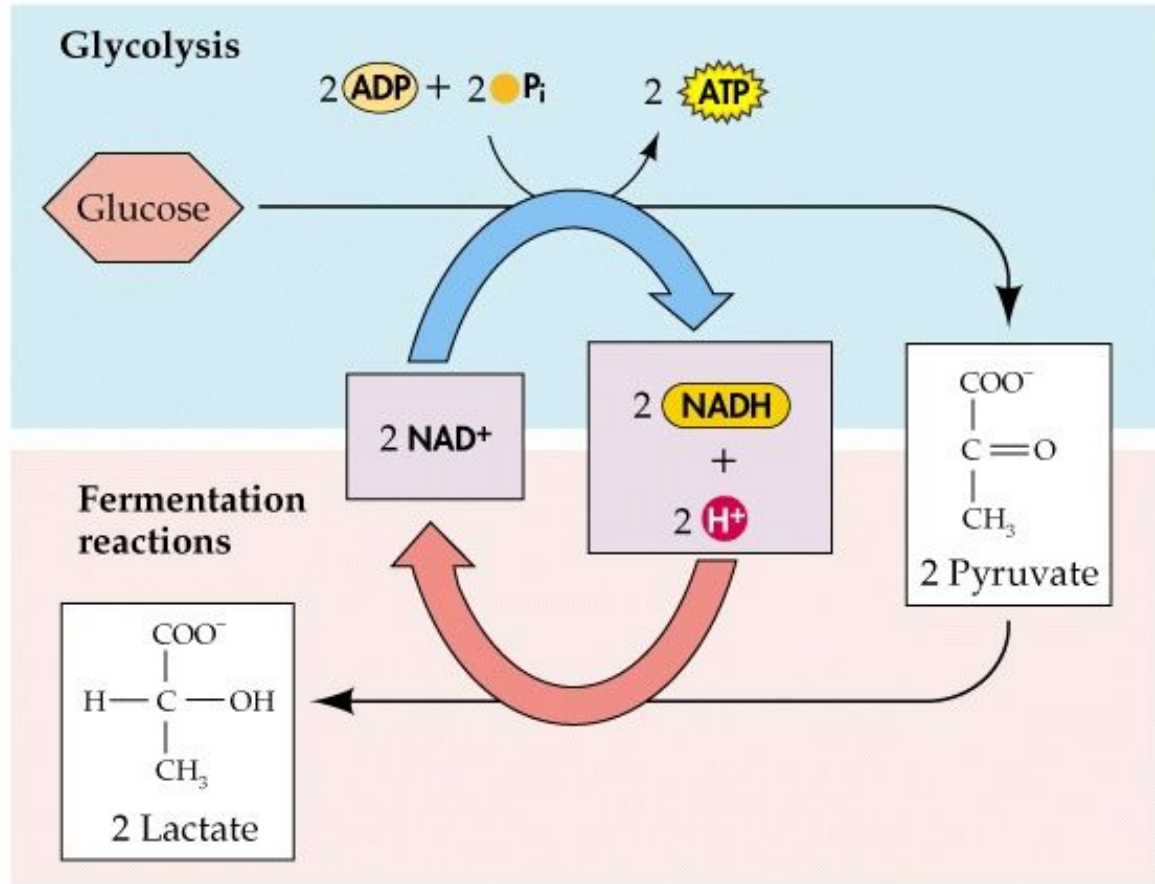 Glycolysis
2 ADP + 2 Pi
2 ATP
Glucose
2 NAD⁺
2 NADH
+
2 H⁺
COO⁻
C=O
CH₃
2 Pyruvate
Fermentation
reactions
COO⁻
H—C—OH
CH₃
2 Lactate